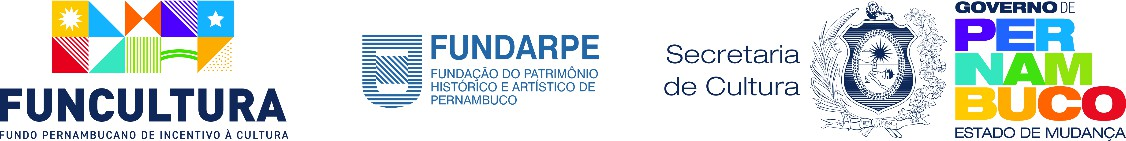 FUNCULTURA
FUNDO PERNAMBUCANO DE INCENTIVO À CULTURA
FUNDARPE
FUNDAÇÃO DO PATRIMÔNIO
HISTÓRICO E ARTÍSTICO DE
PERNAMBUCO
Secretaria
de Cultura
GOVERNO DE
PER
NAM
BUCO
ESTADO DE MUDANÇA